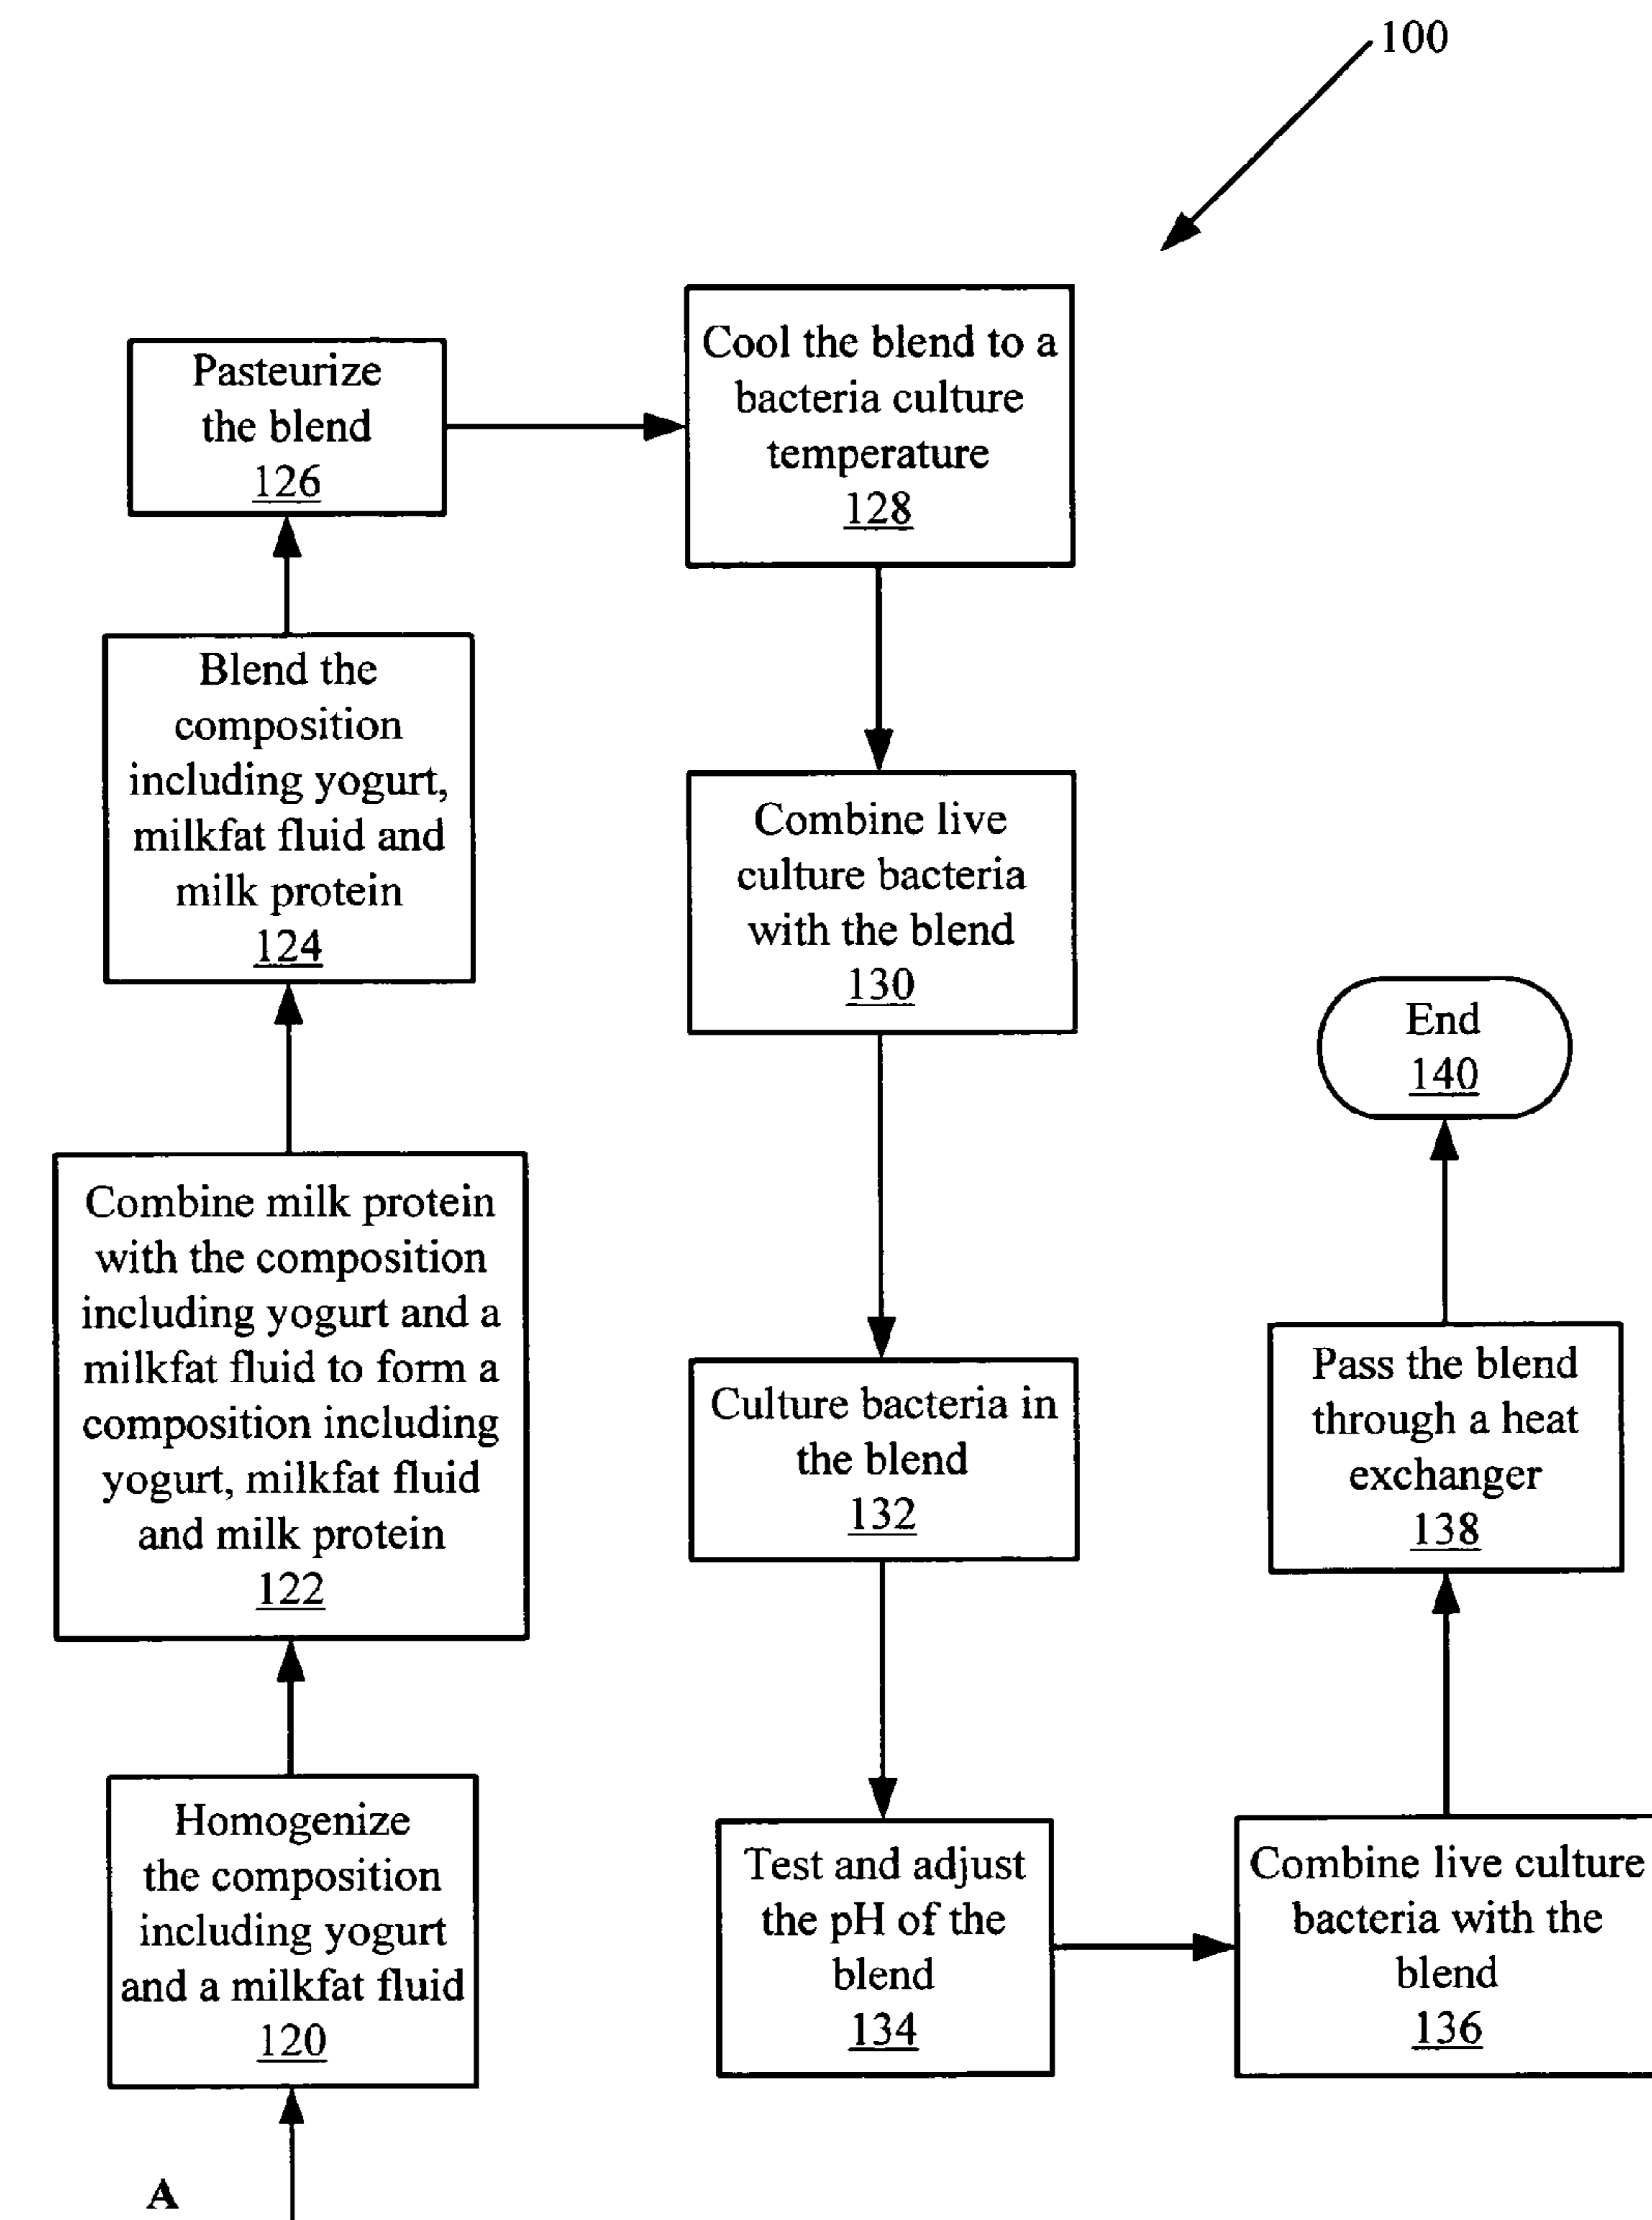 100
Pasteurize
the blend
126
Cool the blend to a
bacteria culture
temperature
128
Blend the
composition
including yogurt,
milkfat fluid and
milk protein
124
Combine live
culture bacteria
with the blend
130
End
140
Combine milk protein
with the composition
including yogurt and a
milkfat fluid to form a
composition including
yogurt, milkfat fluid
and milk protein
122
Culture bacteria in
the blend
132
Pass the blend
through a heat
exchanger
138
Homogenize
the composition
including yogurt
and a milkfat fluid
120
Test and adjust
the pH of the
blend
134
Combine live culture
bacteria with the
blend
136
A